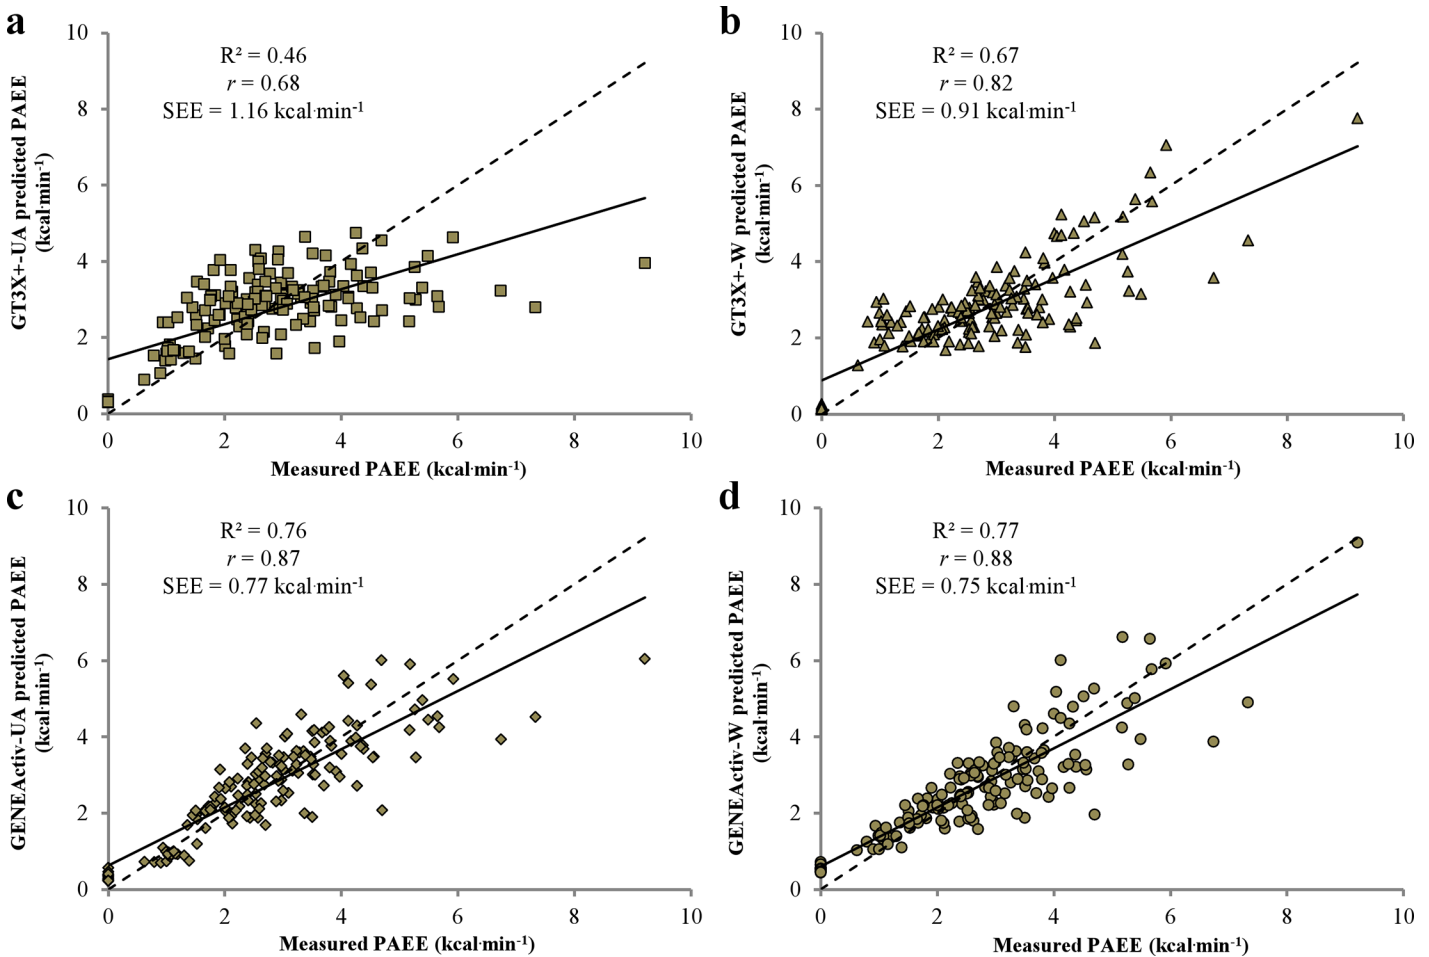 a
R² = 0.46
r = 0.68
SEE = 1.16 kcal·min⁻¹
GT3X+-UA predicted PAEE
(kcal·min⁻¹)
10
8
6
4
2
0
0 2 4 6 8 10
Measured PAEE (kcal·min⁻¹)
b
R² = 0.67
r = 0.82
SEE = 0.91 kcal·min⁻¹
GT3X+-W predicted PAEE
(kcal·min⁻¹)
10
8
6
4
2
0
0 2 4 6 8 10
Measured PAEE (kcal·min⁻¹)
c
R² = 0.76
r = 0.87
SEE = 0.77 kcal·min⁻¹
GENEActiv-UA predicted PAEE
(kcal·min⁻¹)
10
8
6
4
2
0
0 2 4 6 8 10
Measured PAEE (kcal·min⁻¹)
d
R² = 0.77
r = 0.88
SEE = 0.75 kcal·min⁻¹
GENEActiv-W predicted PAEE
(kcal·min⁻¹)
10
8
6
4
2
0
0 2 4 6 8 10
Measured PAEE (kcal·min⁻¹)